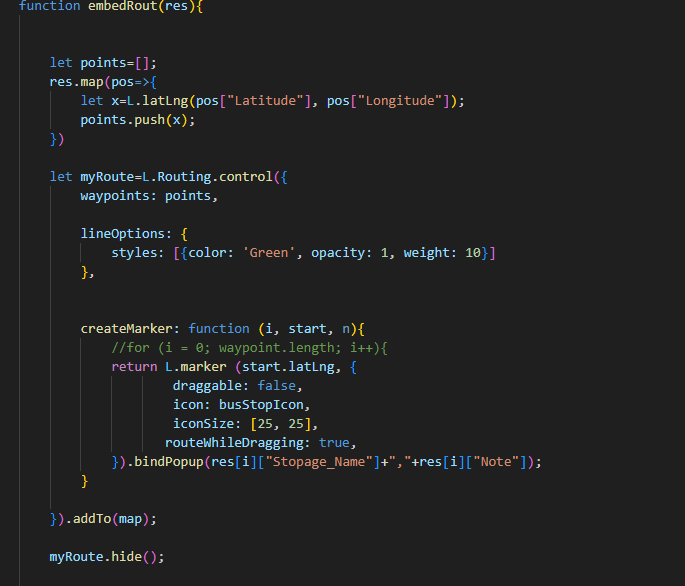 function embedRout(res){
let points=[];
res.map(pos=>{
let x=L.latLng(pos["Latitude"], pos["Longitude"]);
points.push(x);
})
let myRoute=L.Routing.control({
waypoints: points,
lineOptions: {
styles: [{color: 'Green', opacity: 1, weight: 10}]
},
createMarker: function (i, start, n){
//for (i = 0; waypoint.length; i++){
return L.marker (start.latLng, {
draggable: false,
icon: busStopIcon,
iconSize: [25, 25],
routeWhileDragging: true,
}).bindPopup(res[i]["Stopage_Name"]+","+res[i]["Note"]);
}
}).addTo(map);
myRoute.hide();